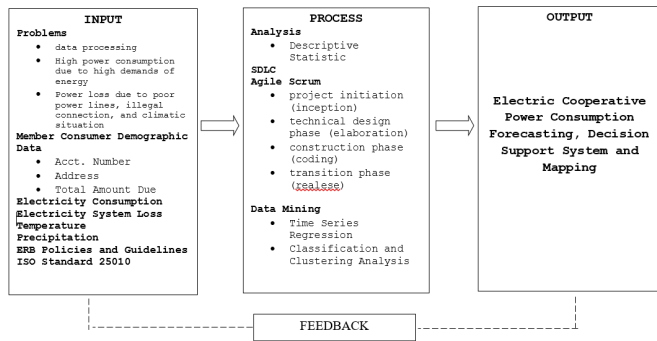 INPUT
Problems
• data processing
• High power consumption
due to high demands of
energy
• Power loss due to poor
power lines, illegal
connection, and climatic
situation
Member Consumer Demographic
Data
• Acct. Number
• Address
• Total Amount Due
Electricity Consumption
Electricity System Loss
Temperature
Precipitation
ERB Policies and Guidelines
ISO Standard 25010
PROCESS
Analysis
• Descriptive
Statistic
SDLC
Agile Scrum
• project initiation
(inception)
• technical design
phase (elaboration)
• construction phase
(coding)
• transition phase
(realese)
Data Mining
• Time Series
Regression
• Classification and
Clustering Analysis
OUTPUT
Electric Cooperative
Power Consumption
Forecasting, Decision
Support System and
Mapping
FEEDBACK